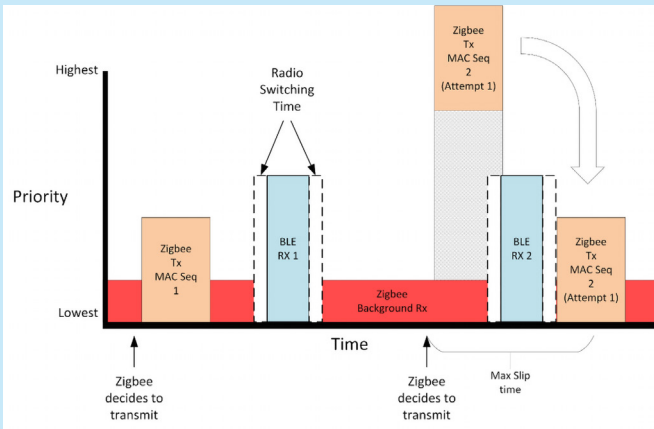 Zigbee
Tx
MAC Seq
2
(Attempt 1)
Highest
Radio
Switching
Time
Priority
Zigbee
Tx
MAC Seq
1
BLE
RX 1
BLE
RX 2
Zigbee
Tx
MAC Seq
2
(Attempt 1)
Zigbee
Background Rx
Lowest
Time
Zigbee
decides to
transmit
Zigbee
decides to
transmit
Max Slip
time